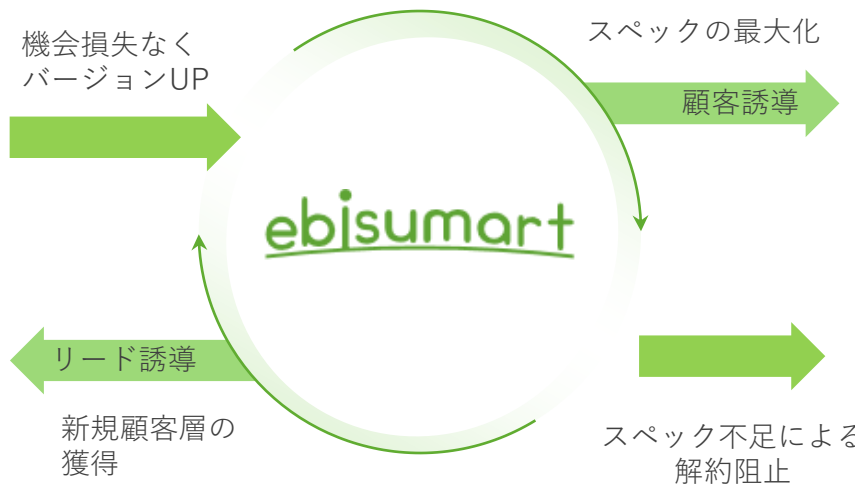 機会損失なく
バージョンUP
スペックの最大化
顧客誘導
ebisumart
リード誘導
新規顧客層の
獲得
スペック不足による
解約阻止